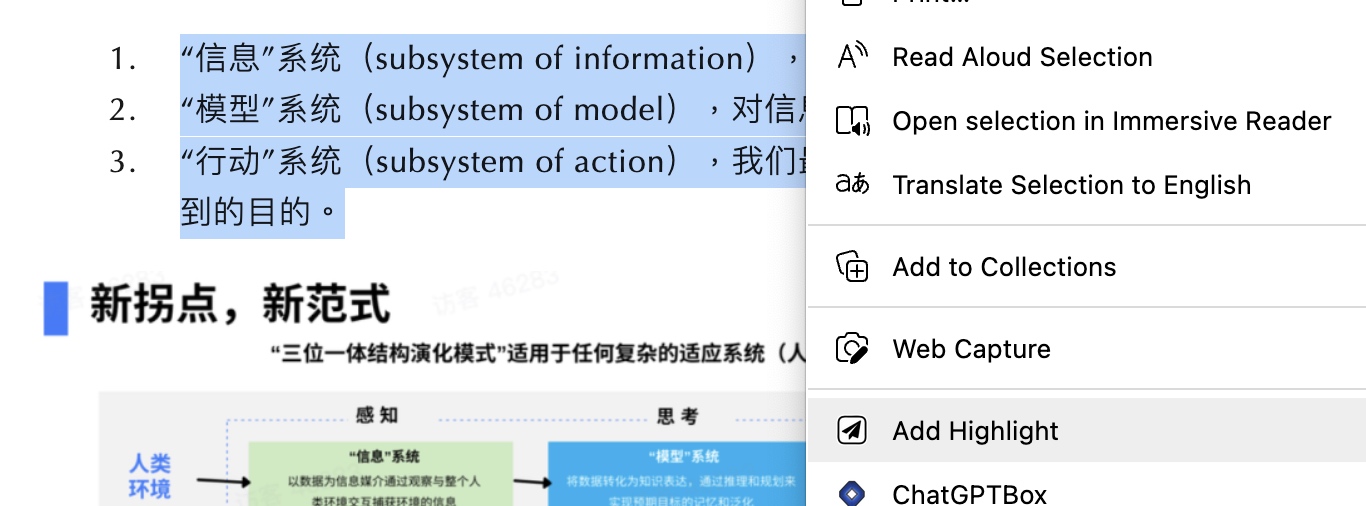 1. “信息”系统（subsystem of information），
2. “模型”系统（subsystem of model），对信
3. “行动”系统（subsystem of action），我们
到的目的。
新拐点，新范式
访客 46283
“三位一体结构演化模式”适用于任何复杂的适应系统（人
感知
思考
人类
环境
“信息”系统
以数据为信息媒介通过观察与整个人
类环境交互捕获环境的信息
“模型”系统
将数据转化为知识表达，通过推理和规划来
实现预期目标的记忆和泛化
Print...
Read Aloud Selection
Open selection in Immersive Reader
aあ
Translate Selection to English
Add to Collections
Web Capture
Add Highlight
ChatGPTBox